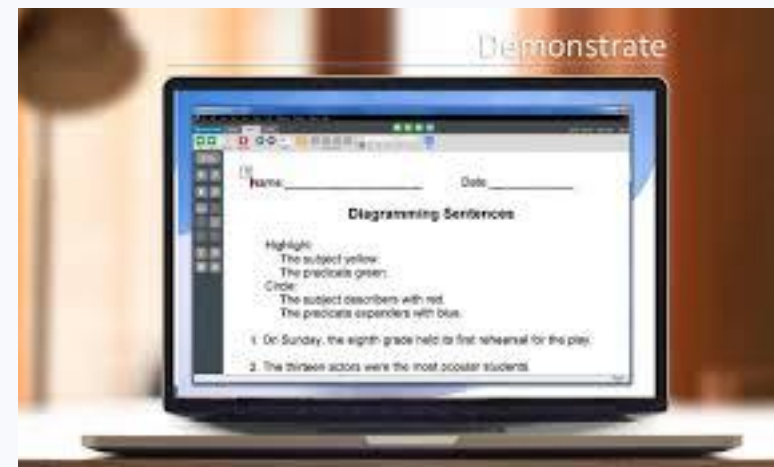 Demonstrate
Name: Date:
Diagramming Sentences
Highlight:
The subject yellow.
The predicate green.
Circle:
The subject describers with red.
The predicate expanders with blue.
1. On Sunday, the eighth grade held its first rehearsal for the play.
2. The thirteen actors were the most popular students.